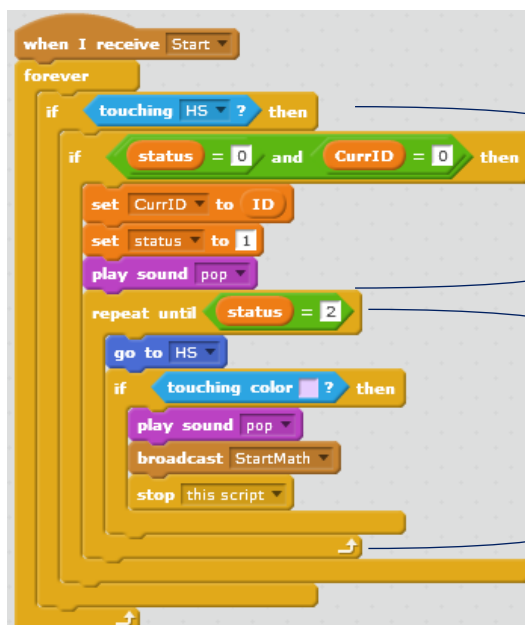 when I receive Start
forever
if touching HS ? then
if status = 0 and CurrID = 0 then
set CurrID to ID
set status to 1
play sound pop
repeat until status = 2
go to HS
if touching color ? then
play sound pop
broadcast StartMath
stop this script